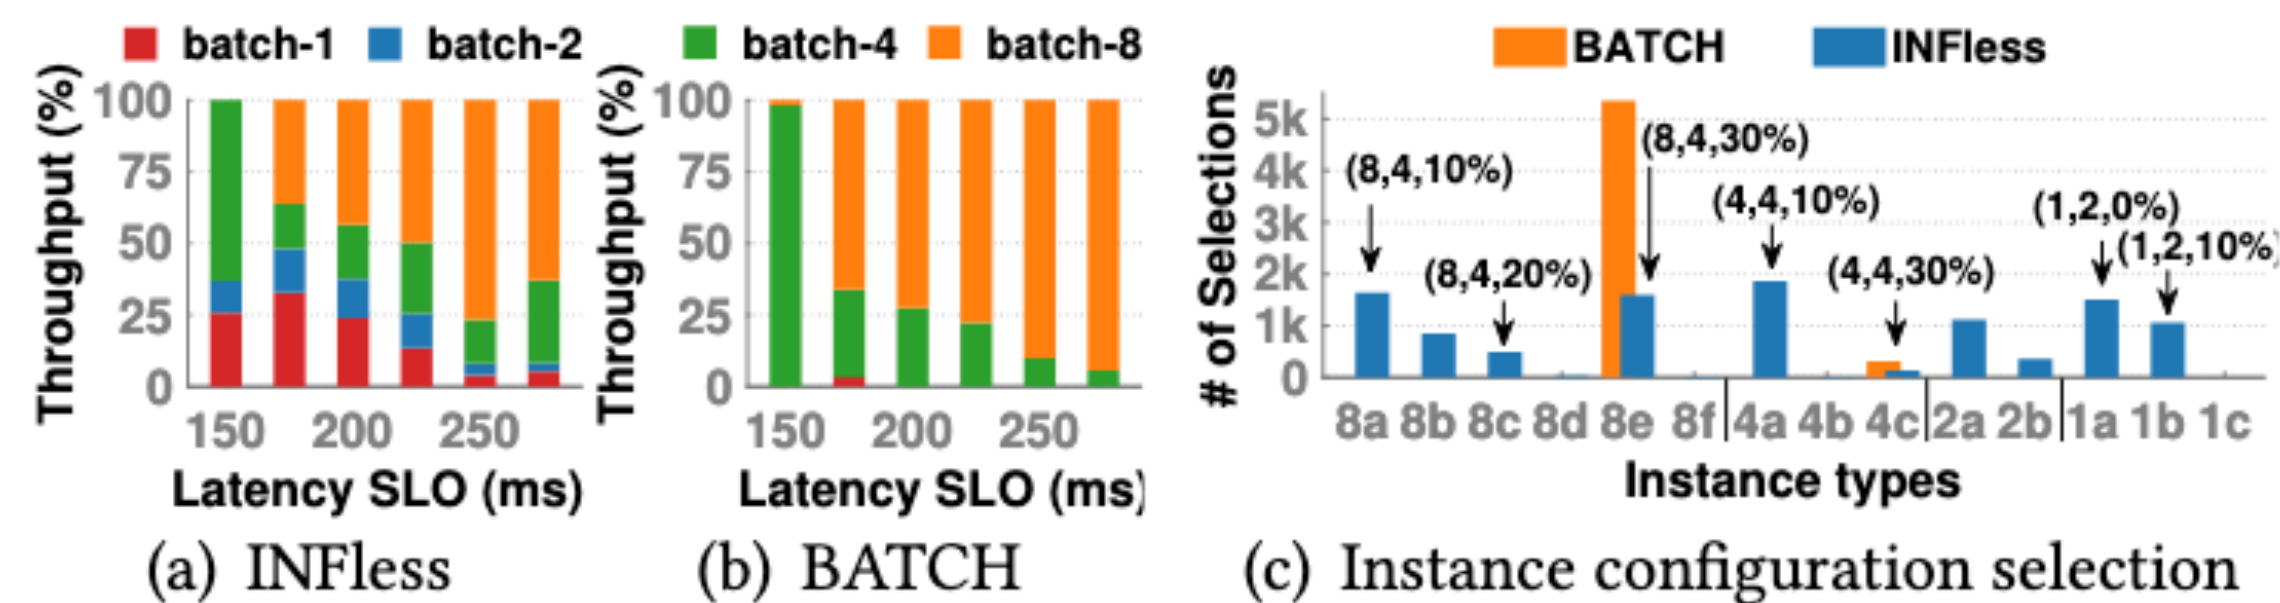 batch-1 batch-2
Throughput (%)
100
75
50
25
0
150 200 250
Latency SLO (ms)
(a) INFless
batch-4 batch-8
Throughput (%)
100
75
50
25
0
150 200 250
Latency SLO (ms)
(b) BATCH
BATCH INFless
# of Selections
5k
4k
3k
2k
1k
0
(8,4,10%)
(8,4,20%)
(8,4,30%)
(4,4,10%)
(4,4,30%)
(1,2,0%)
(1,2,10%)
8a 8b 8c 8d 8e 8f 4a 4b 4c 2a 2b 1a 1b 1c
Instance types
(c) Instance configuration selection